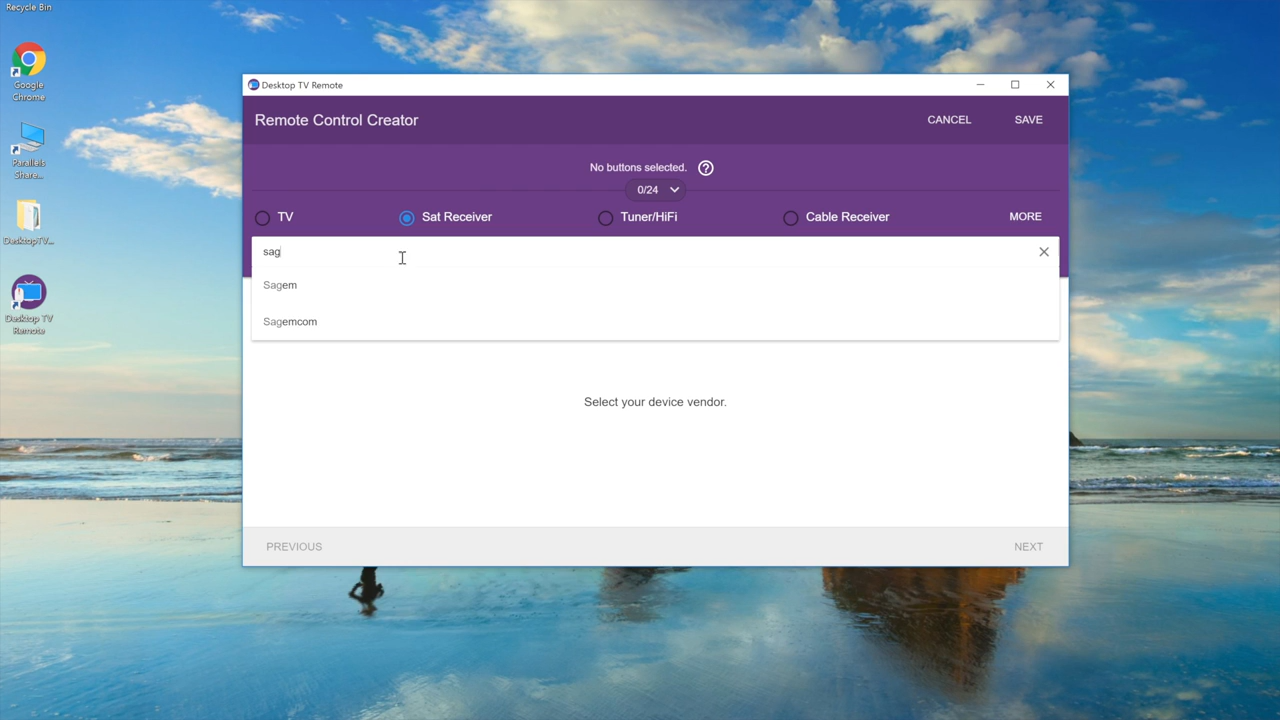 Recycle Bin
Google
Chrome
Parallels
Share...
DesktopTV...
Desktop TV
Remote
Desktop TV Remote
Remote Control Creator
CANCEL
SAVE
No buttons selected. ?
0/24
TV
Sat Receiver
Tuner/HiFi
Cable Receiver
MORE
sag
Sagem
Sagemcom
Select your device vendor.
PREVIOUS
NEXT